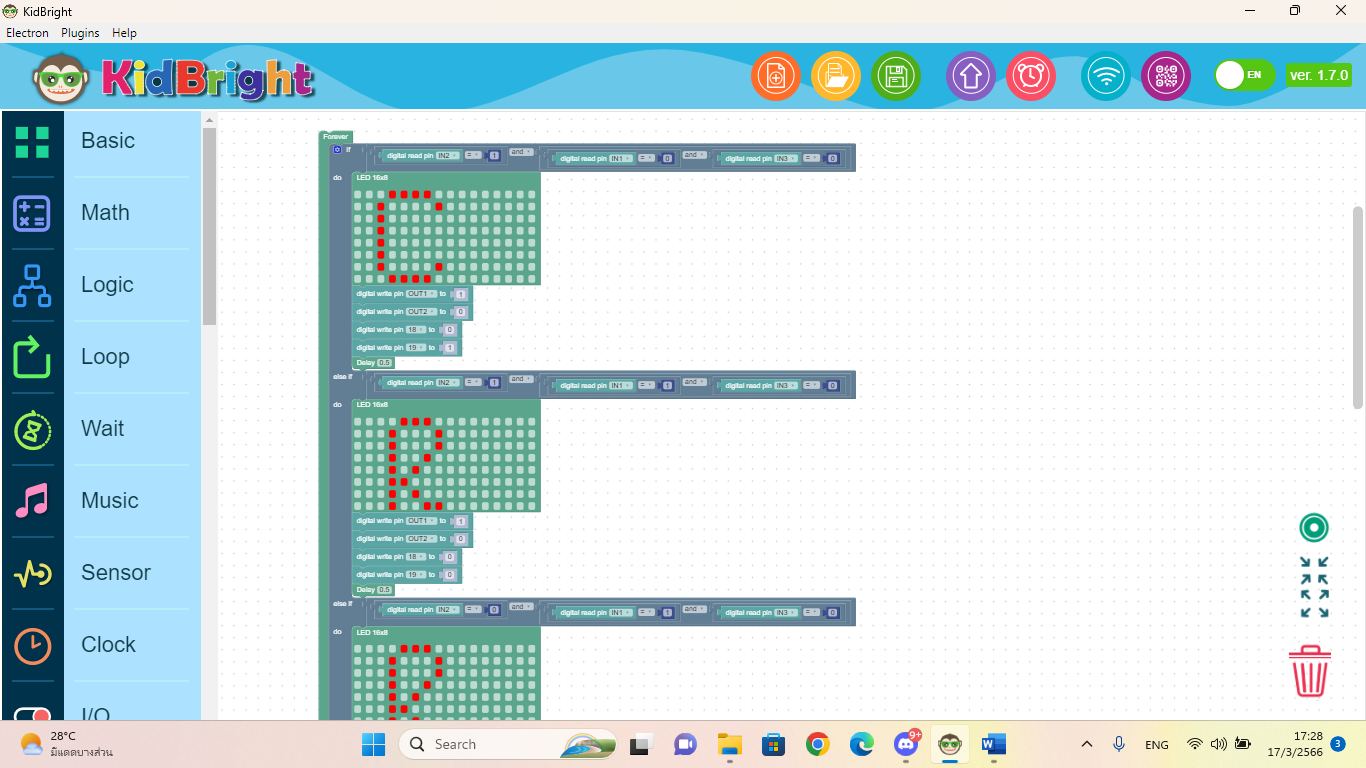 KidBright
Electron Plugins Help
KidBright
EN
ver. 1.7.0
Basic
Math
Logic
Loop
Wait
Music
Sensor
Clock
I/O
Forever
if digital read pin IN2 = 1 and digital read pin IN1 = 0 and digital read pin IN3 = 0
do LED 16x8
digital write pin OUT1 to 1
digital write pin OUT2 to 0
digital write pin 18 to 0
digital write pin 19 to 1
Delay 0.5
else if digital read pin IN2 = 1 and digital read pin IN1 = 1 and digital read pin IN3 = 0
do LED 16x8
digital write pin OUT1 to 1
digital write pin OUT2 to 0
digital write pin 18 to 0
digital write pin 19 to 0
Delay 0.5
else if digital read pin IN2 = 0 and digital read pin IN1 = 1 and digital read pin IN3 = 0
do LED 16x8
28°C
มีแดดบางส่วน
Search
9+
ENG
17:28
17/3/2566
3